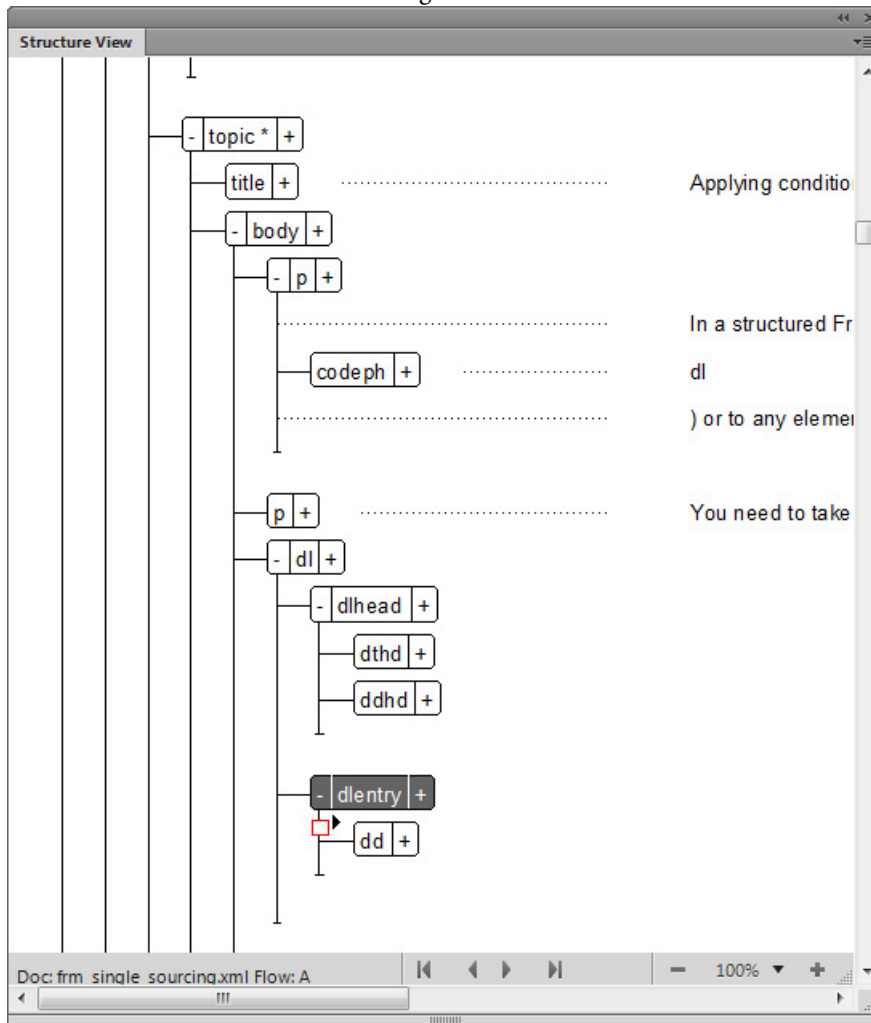 Structure View
- topic * +
title + Applying conditio
- body +
- p +
In a structured Fr
codeph + dl
) or to any elemen
p + You need to take
- dl +
- dlhead +
dthd +
ddhd +
- dlentry +
dd +
Doc: frm_single_sourcing.xml Flow: A 100%